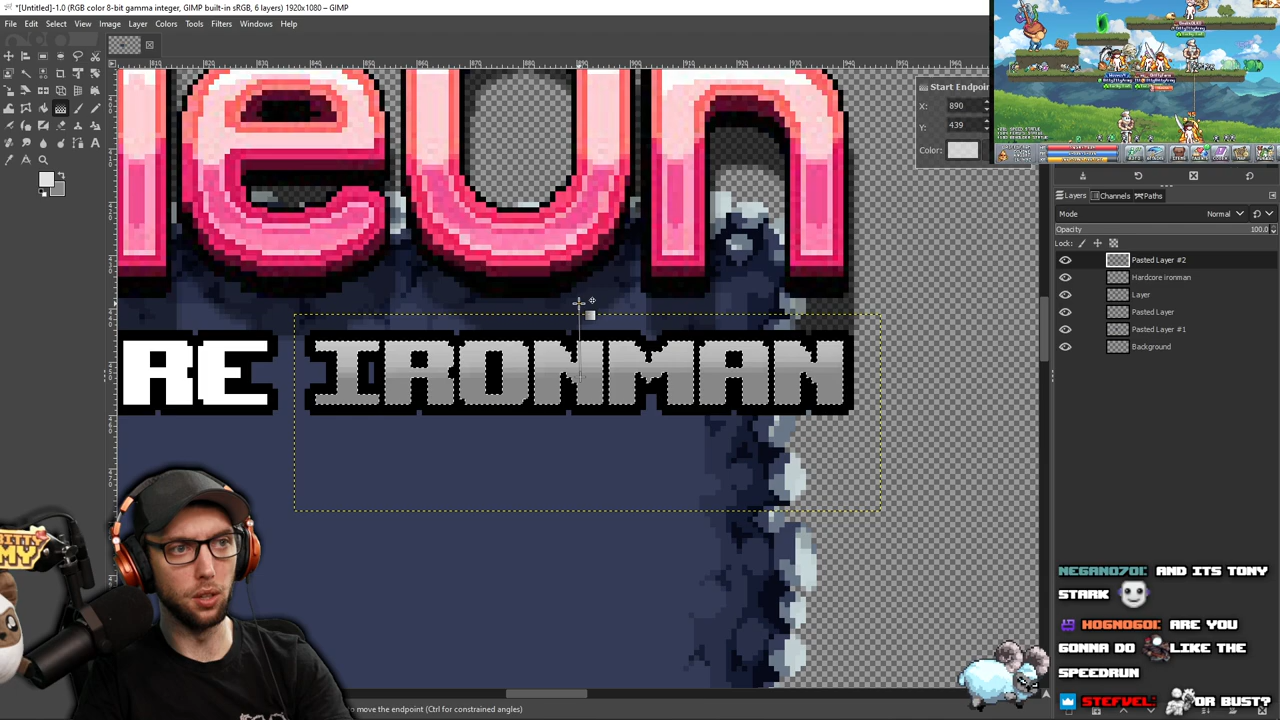 *[Untitled]-1.0 (RGB color 8-bit gamma integer, GIMP built-in sRGB, 6 layers) 1920x1080 – GIMP
File Edit Select View Image Layer Colors Tools Filters Windows Help
Start Endpoint
X: 890
Y: 439
Color:
Layers Channels Paths
Mode Normal
Opacity 100.0
Lock:
Pasted Layer #2
Hardcore ironman
Layer
Pasted Layer
Pasted Layer #1
Background
eun
RE IRONMAN
NEGANO701: AND ITS TONY
STARK
HOGNOGO: ARE YOU
GONNA DO LIKE THE
SPEEDRUN
STEFVEL: OR BUST?
to move the endpoint (Ctrl for constrained angles)